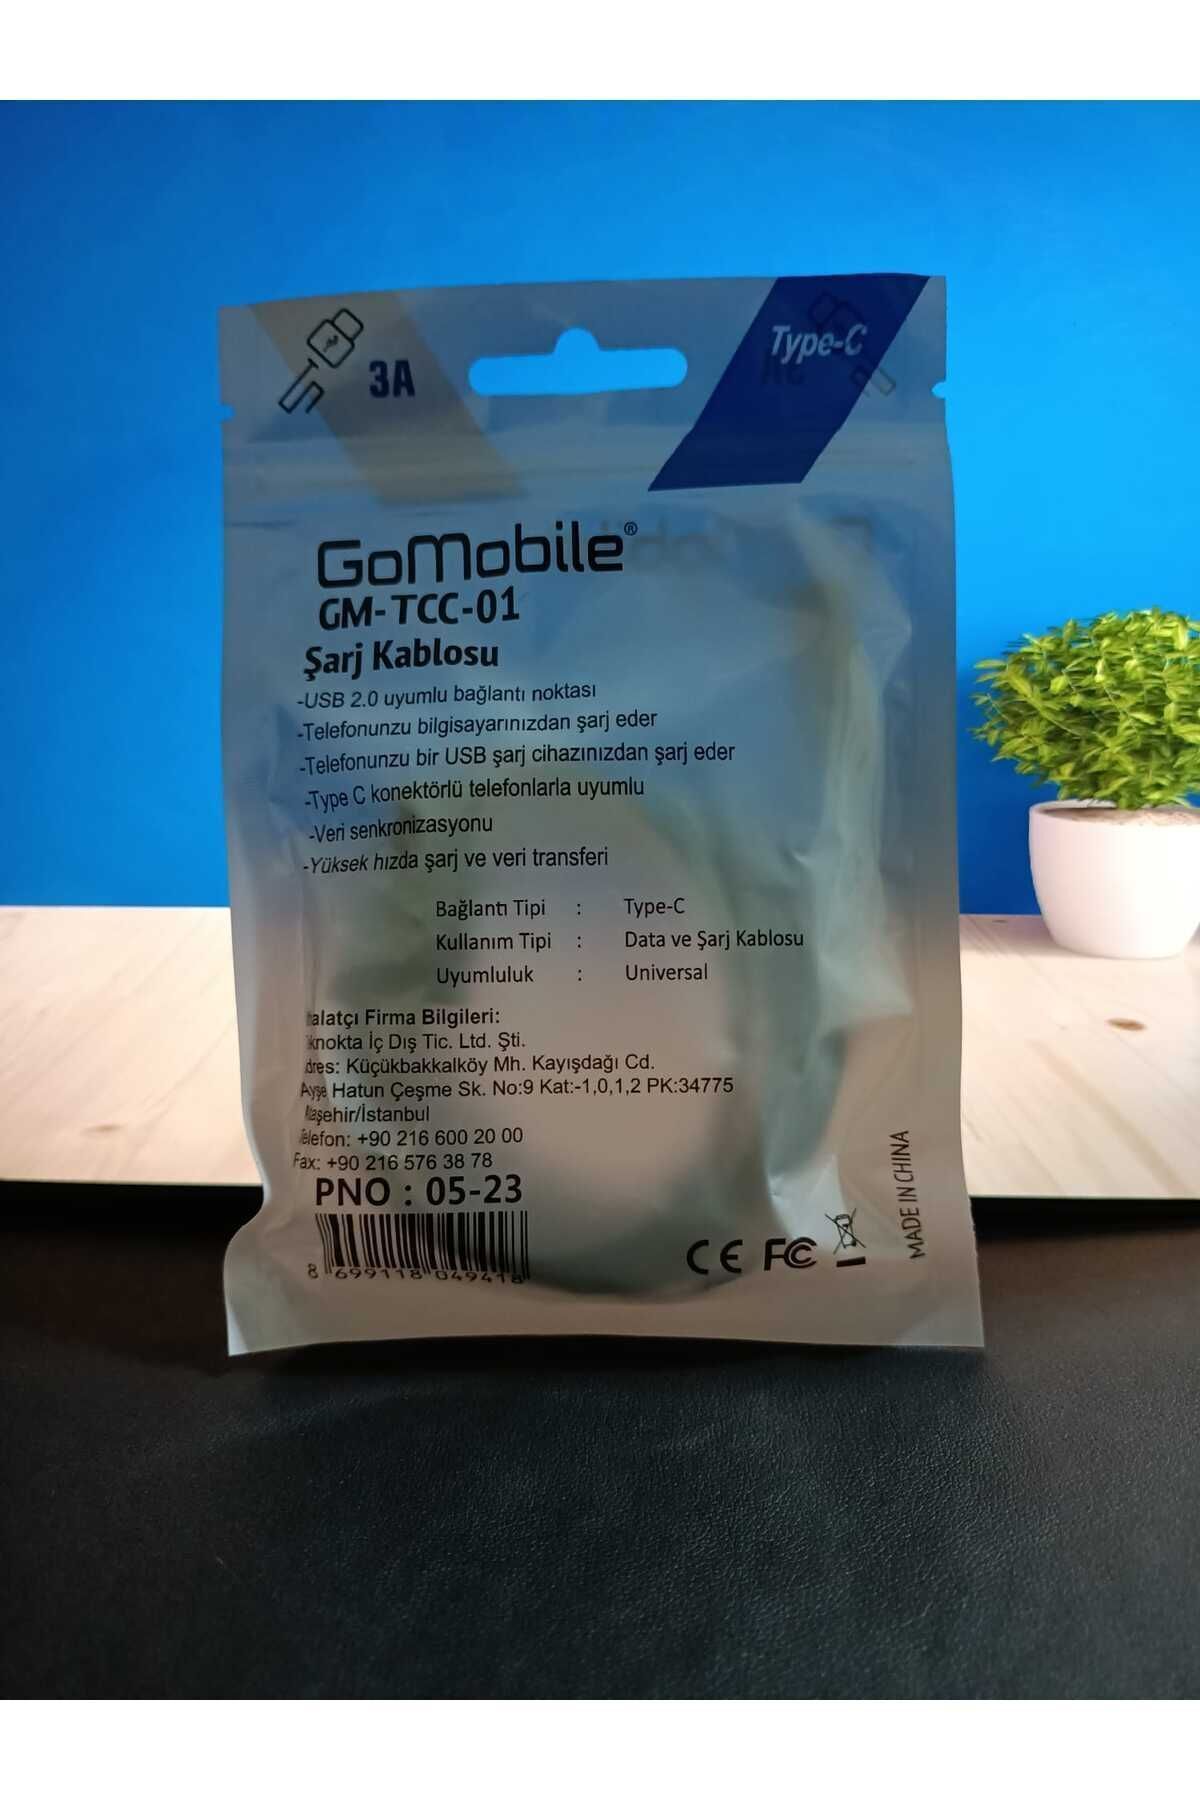 3A
Type-C
GoMobile®
GM-TCC-01
Şarj Kablosu
-USB 2.0 uyumlu bağlantı noktası
-Telefonunzu bilgisayarınızdan şarj eder
-Telefonunzu bir USB şarj cihazınızdan şarj eder
-Type C konektörlü telefonlarla uyumlu
-Veri senkronizasyonu
-Yüksek hızda şarj ve veri transferi
Bağlantı Tipi : Type-C
Kullanım Tipi : Data ve Şarj Kablosu
Uyumluluk : Universal
Firma Bilgileri:
İç Dış Tic. Ltd. Şti.
Küçükbakkalköy Mh. Kayışdağı Cd.
Ayşe Hatun Çeşme Sk. No:9 Kat:-1,0,1,2 PK:34775
Telefon: +90 216 600 20 00
Fax: +90 216 576 38 78
PNO : 05-23
8 699118 049418
CE FC
MADE IN CHINA